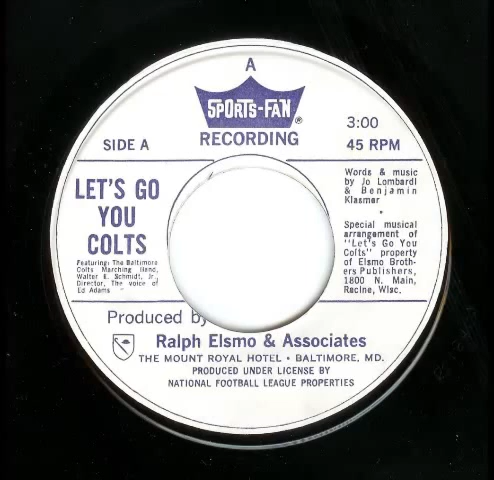 A
SPORTS-FAN®
RECORDING
SIDE A
3:00
45 RPM
LET'S GO
YOU
COLTS
Featuring: The Baltimore
Colts Marching Band,
Walter E. Schmidt, Jr.,
Director, The voice of
Ed Adams
Words & music
by Jo Lombardi
& Benjamin
Klasmer
Special musical
arrangement of
"Let's Go You
Colts" property
of Elsmo Broth-
ers Publishers,
1800 N. Main,
Racine, Wisc.
Produced by
Ralph Elsmo & Associates
THE MOUNT ROYAL HOTEL • BALTIMORE, MD.
PRODUCED UNDER LICENSE BY
NATIONAL FOOTBALL LEAGUE PROPERTIES